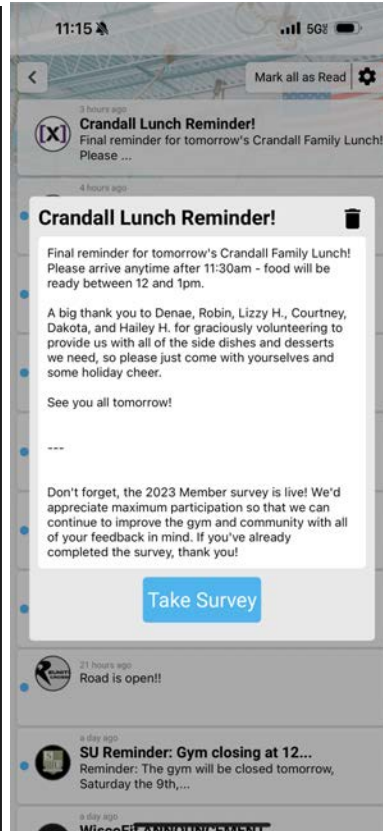 11:15
5G
Mark all as Read
3 hours ago
[X]
Crandall Lunch Reminder!
Final reminder for tomorrow's Crandall Family Lunch!
Please ...
4 hours ago
Crandall Lunch Reminder!
Final reminder for tomorrow's Crandall Family Lunch!
Please arrive anytime after 11:30am - food will be
ready between 12 and 1pm.
A big thank you to Denae, Robin, Lizzy H., Courtney,
Dakota, and Hailey H. for graciously volunteering to
provide us with all of the side dishes and desserts
we need, so please just come with yourselves and
some holiday cheer.
See you all tomorrow!
---
Don't forget, the 2023 Member survey is live! We'd
appreciate maximum participation so that we can
continue to improve the gym and community with all
of your feedback in mind. If you've already
completed the survey, thank you!
Take Survey
21 hours ago
Road is open!!
a day ago
SU Reminder: Gym closing at 12...
Reminder: The gym will be closed tomorrow,
Saturday the 9th,...
a day ago
WiscoFit ANNOUNCEMENT